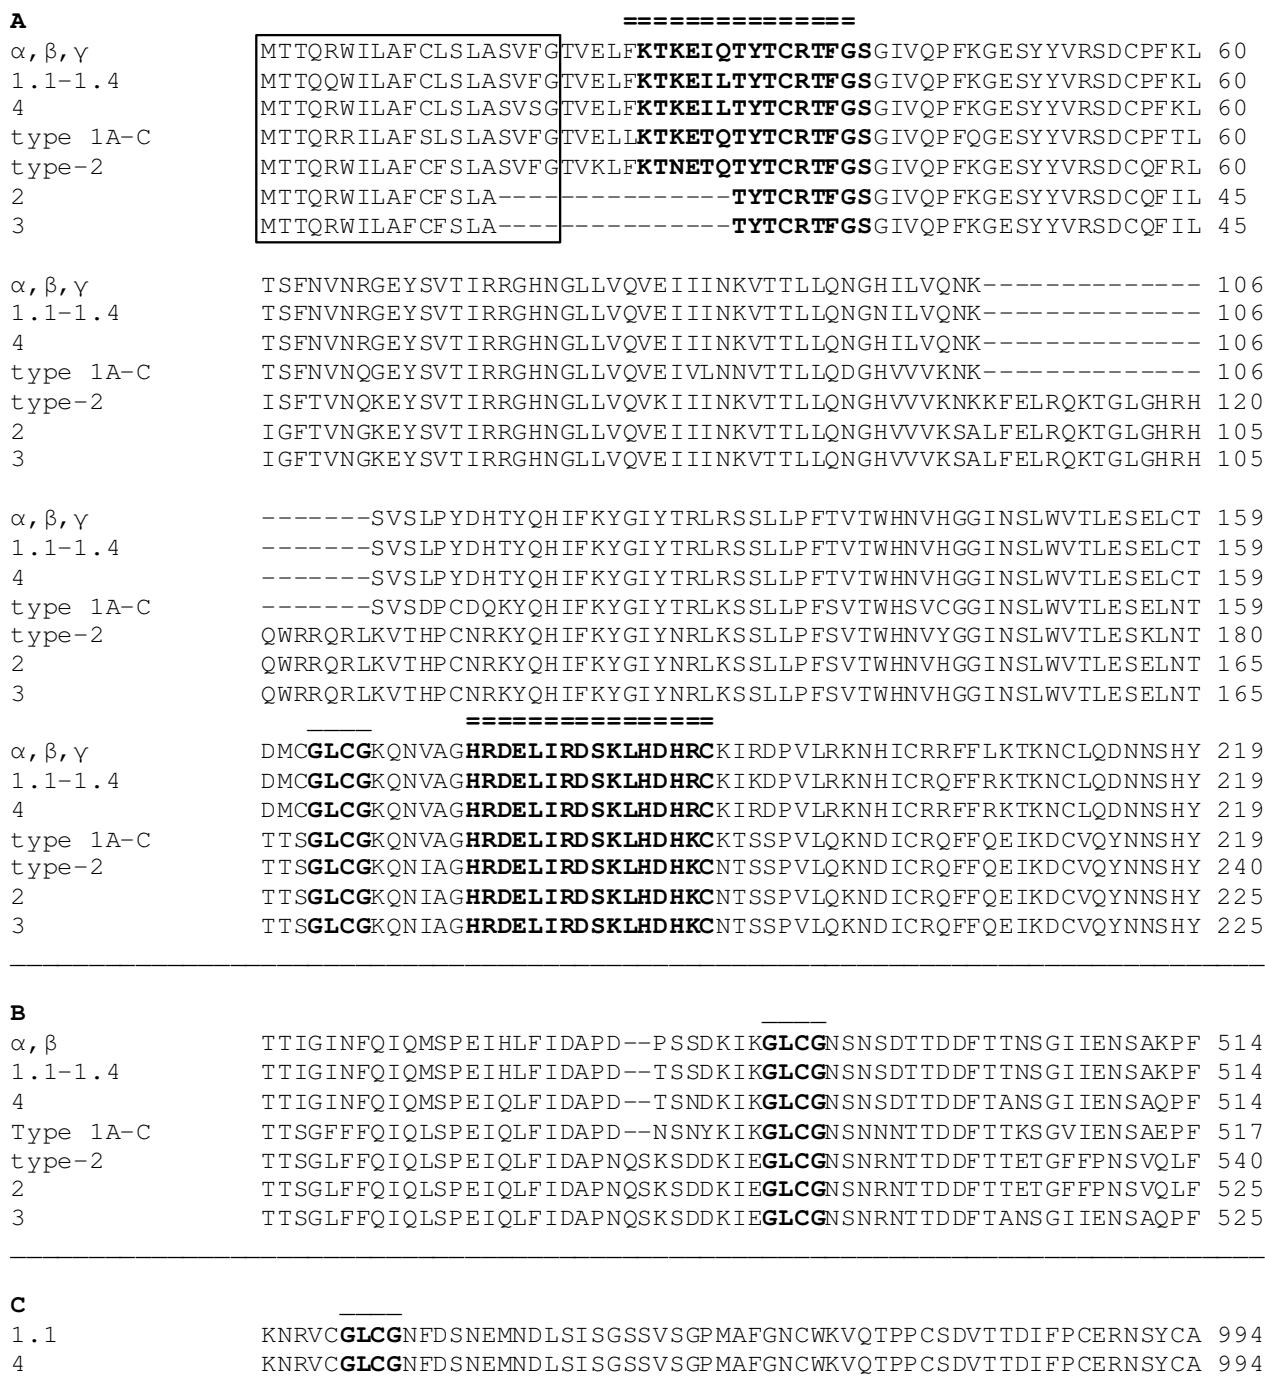 A ===============
α,β,γ MTTQRWILAFCLSLASVFGTVELFKTKEIQTYTCRTFGSGIVQPFKGESYYVRSDCPFKL 60
1.1-1.4 MTTQQWILAFCLSLASVFGTVELFKTKEILTYTCRTFGSGIVQPFKGESYYVRSDCPFKL 60
4 MTTQRWILAFCLSLASVSGTVELFKTKEILTYTCRTFGSGIVQPFKGESYYVRSDCPFKL 60
type 1A-C MTTQRRILAFSLSLASVFGTVELLKTKETQTYTCRTFGSGIVQPFQGESYYVRSDCPFTL 60
type-2 MTTQRWILAFCFSLASVFGTVKLFKTNETQTYTCRTFGSGIVQPFKGESYYVRSDCQFRL 60
2 MTTQRWILAFCFSLA---------------TYTCRTFGSGIVQPFKGESYYVRSDCQFIL 45
3 MTTQRWILAFCFSLA---------------TYTCRTFGSGIVQPFKGESYYVRSDCQFIL 45
α,β,γ TSFNVNRGEYSVTIRRGHNGLLVQVEIIINKVTTLLQNGHILVQNK-------------- 106
1.1-1.4 TSFNVNRGEYSVTIRRGHNGLLVQVEIIINKVTTLLQNGNILVQNK-------------- 106
4 TSFNVNRGEYSVTIRRGHNGLLVQVEIIINKVTTLLQNGHILVQNK-------------- 106
type 1A-C TSFNVNQGEYSVTIRRGHNGLLVQVEIVLNNVTTLLQDGHVVVKNK-------------- 106
type-2 ISFTVNQKEYSVTIRRGHNGLLVQVKIIINKVTTLLQNGHVVVKNKKFELRQKTGLGHRH 120
2 IGFTVNGKEYSVTIRRGHNGLLVQVEIIINKVTTLLQNGHVVVKSALFELRQKTGLGHRH 105
3 IGFTVNGKEYSVTIRRGHNGLLVQVEIIINKVTTLLQNGHVVVKSALFELRQKTGLGHRH 105
α,β,γ -------SVSLPYDHTYQHIFKYGIYTRLRSSLLPFTVTWHNVHGGINSLWVTLESELCT 159
1.1-1.4 -------SVSLPYDHTYQHIFKYGIYTRLRSSLLPFTVTWHNVHGGINSLWVTLESELCT 159
4 -------SVSLPYDHTYQHIFKYGIYTRLRSSLLPFTVTWHNVHGGINSLWVTLESELCT 159
type 1A-C -------SVSDPCDQKYQHIFKYGIYTRLKSSLLPFSVTWHSVCGGINSLWVTLESELNT 159
type-2 QWRRQRLKVTHPCNRKYQHIFKYGIYNRLKSSLLPFSVTWHNVYGGINSLWVTLESKLNT 180
2 QWRRQRLKVTHPCNRKYQHIFKYGIYNRLKSSLLPFSVTWHNVHGGINSLWVTLESELNT 165
3 QWRRQRLKVTHPCNRKYQHIFKYGIYNRLKSSLLPFSVTWHNVHGGINSLWVTLESELNT 165
____ ================
α,β,γ DMCGLCGKQNVAGHRDELIRDSKLHDHRCKIRDPVLRKNHICRRFFLKTKNCLQDNNSHY 219
1.1-1.4 DMCGLCGKQNVAGHRDELIRDSKLHDHRCKIKDPVLRKNHICRQFFRKTKNCLQDNNSHY 219
4 DMCGLCGKQNVAGHRDELIRDSKLHDHRCKIRDPVLRKNHICRRFFRKTKNCLQDNNSHY 219
type 1A-C TTSGLCGKQNVAGHRDELIRDSKLHDHKCKTSSPVLQKNDICRQFFQEIKDCVQYNNSHY 219
type-2 TTSGLCGKQNIAGHRDELIRDSKLHDHKCNTSSPVLQKNDICRQFFQEIKDCVQYNNSHY 240
2 TTSGLCGKQNIAGHRDELIRDSKLHDHKCNTSSPVLQKNDICRQFFQEIKDCVQYNNSHY 225
3 TTSGLCGKQNIAGHRDELIRDSKLHDHKCNTSSPVLQKNDICRQFFQEIKDCVQYNNSHY 225
B ____
α,β TTIGINFQIQMSPEIHLFIDAPD--PSSDKIKGLCGNSNSDTTDDFTTNSGIIENSAKPF 514
1.1-1.4 TTIGINFQIQMSPEIHLFIDAPD--TSSDKIKGLCGNSNSDTTDDFTTNSGIIENSAKPF 514
4 TTIGINFQIQMSPEIQLFIDAPD--TSNDKIKGLCGNSNSDTTDDFTANSGIIENSAQPF 514
Type 1A-C TTSGFFFQIQLSPEIQLFIDAPD--NSNYKIKGLCGNSNNNTTDDFTTKSGVIENSAEPF 517
type-2 TTSGLFFQIQLSPEIQLFIDAPNQSKSDDKIEGLCGNSNRNTTDDFTTETGFFPNSVQLF 540
2 TTSGLFFQIQLSPEIQLFIDAPNQSKSDDKIEGLCGNSNRNTTDDFTTETGFFPNSVQLF 525
3 TTSGLFFQIQLSPEIQLFIDAPNQSKSDDKIEGLCGNSNRNTTDDFTANSGIIENSAQPF 525
C ____
1.1 KNRVCGLCGNFDSNEMNDLSISGSSVSGPMAFGNCWKVQTPPCSDVTTDIFPCERNSYCA 994
4 KNRVCGLCGNFDSNEMNDLSISGSSVSGPMAFGNCWKVQTPPCSDVTTDIFPCERNSYCA 994